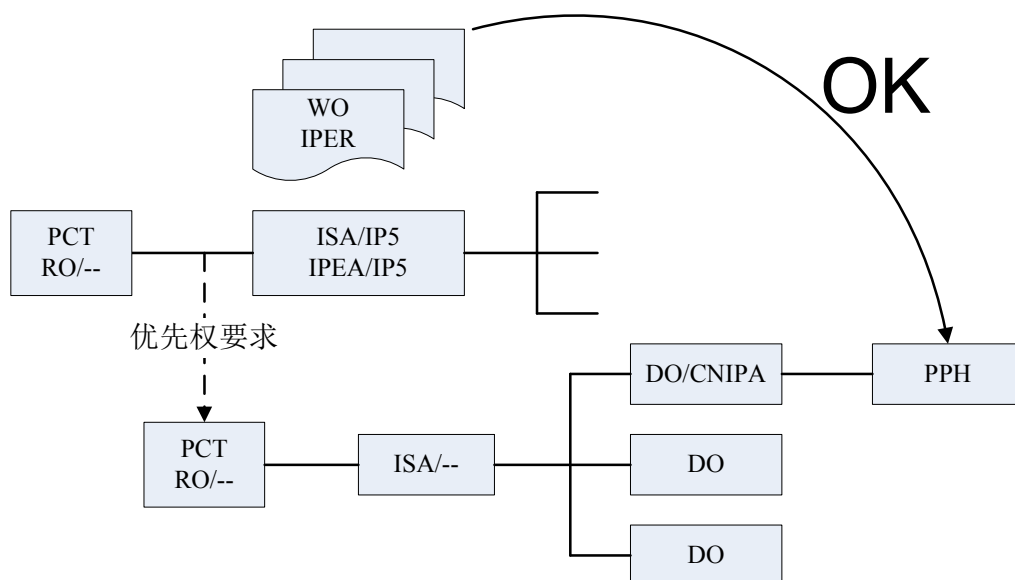 OK
WO
IPER
PCT
RO/--
ISA/IP5
IPEA/IP5
优先权要求
DO/CNIPA
PPH
PCT
RO/--
ISA/--
DO
DO